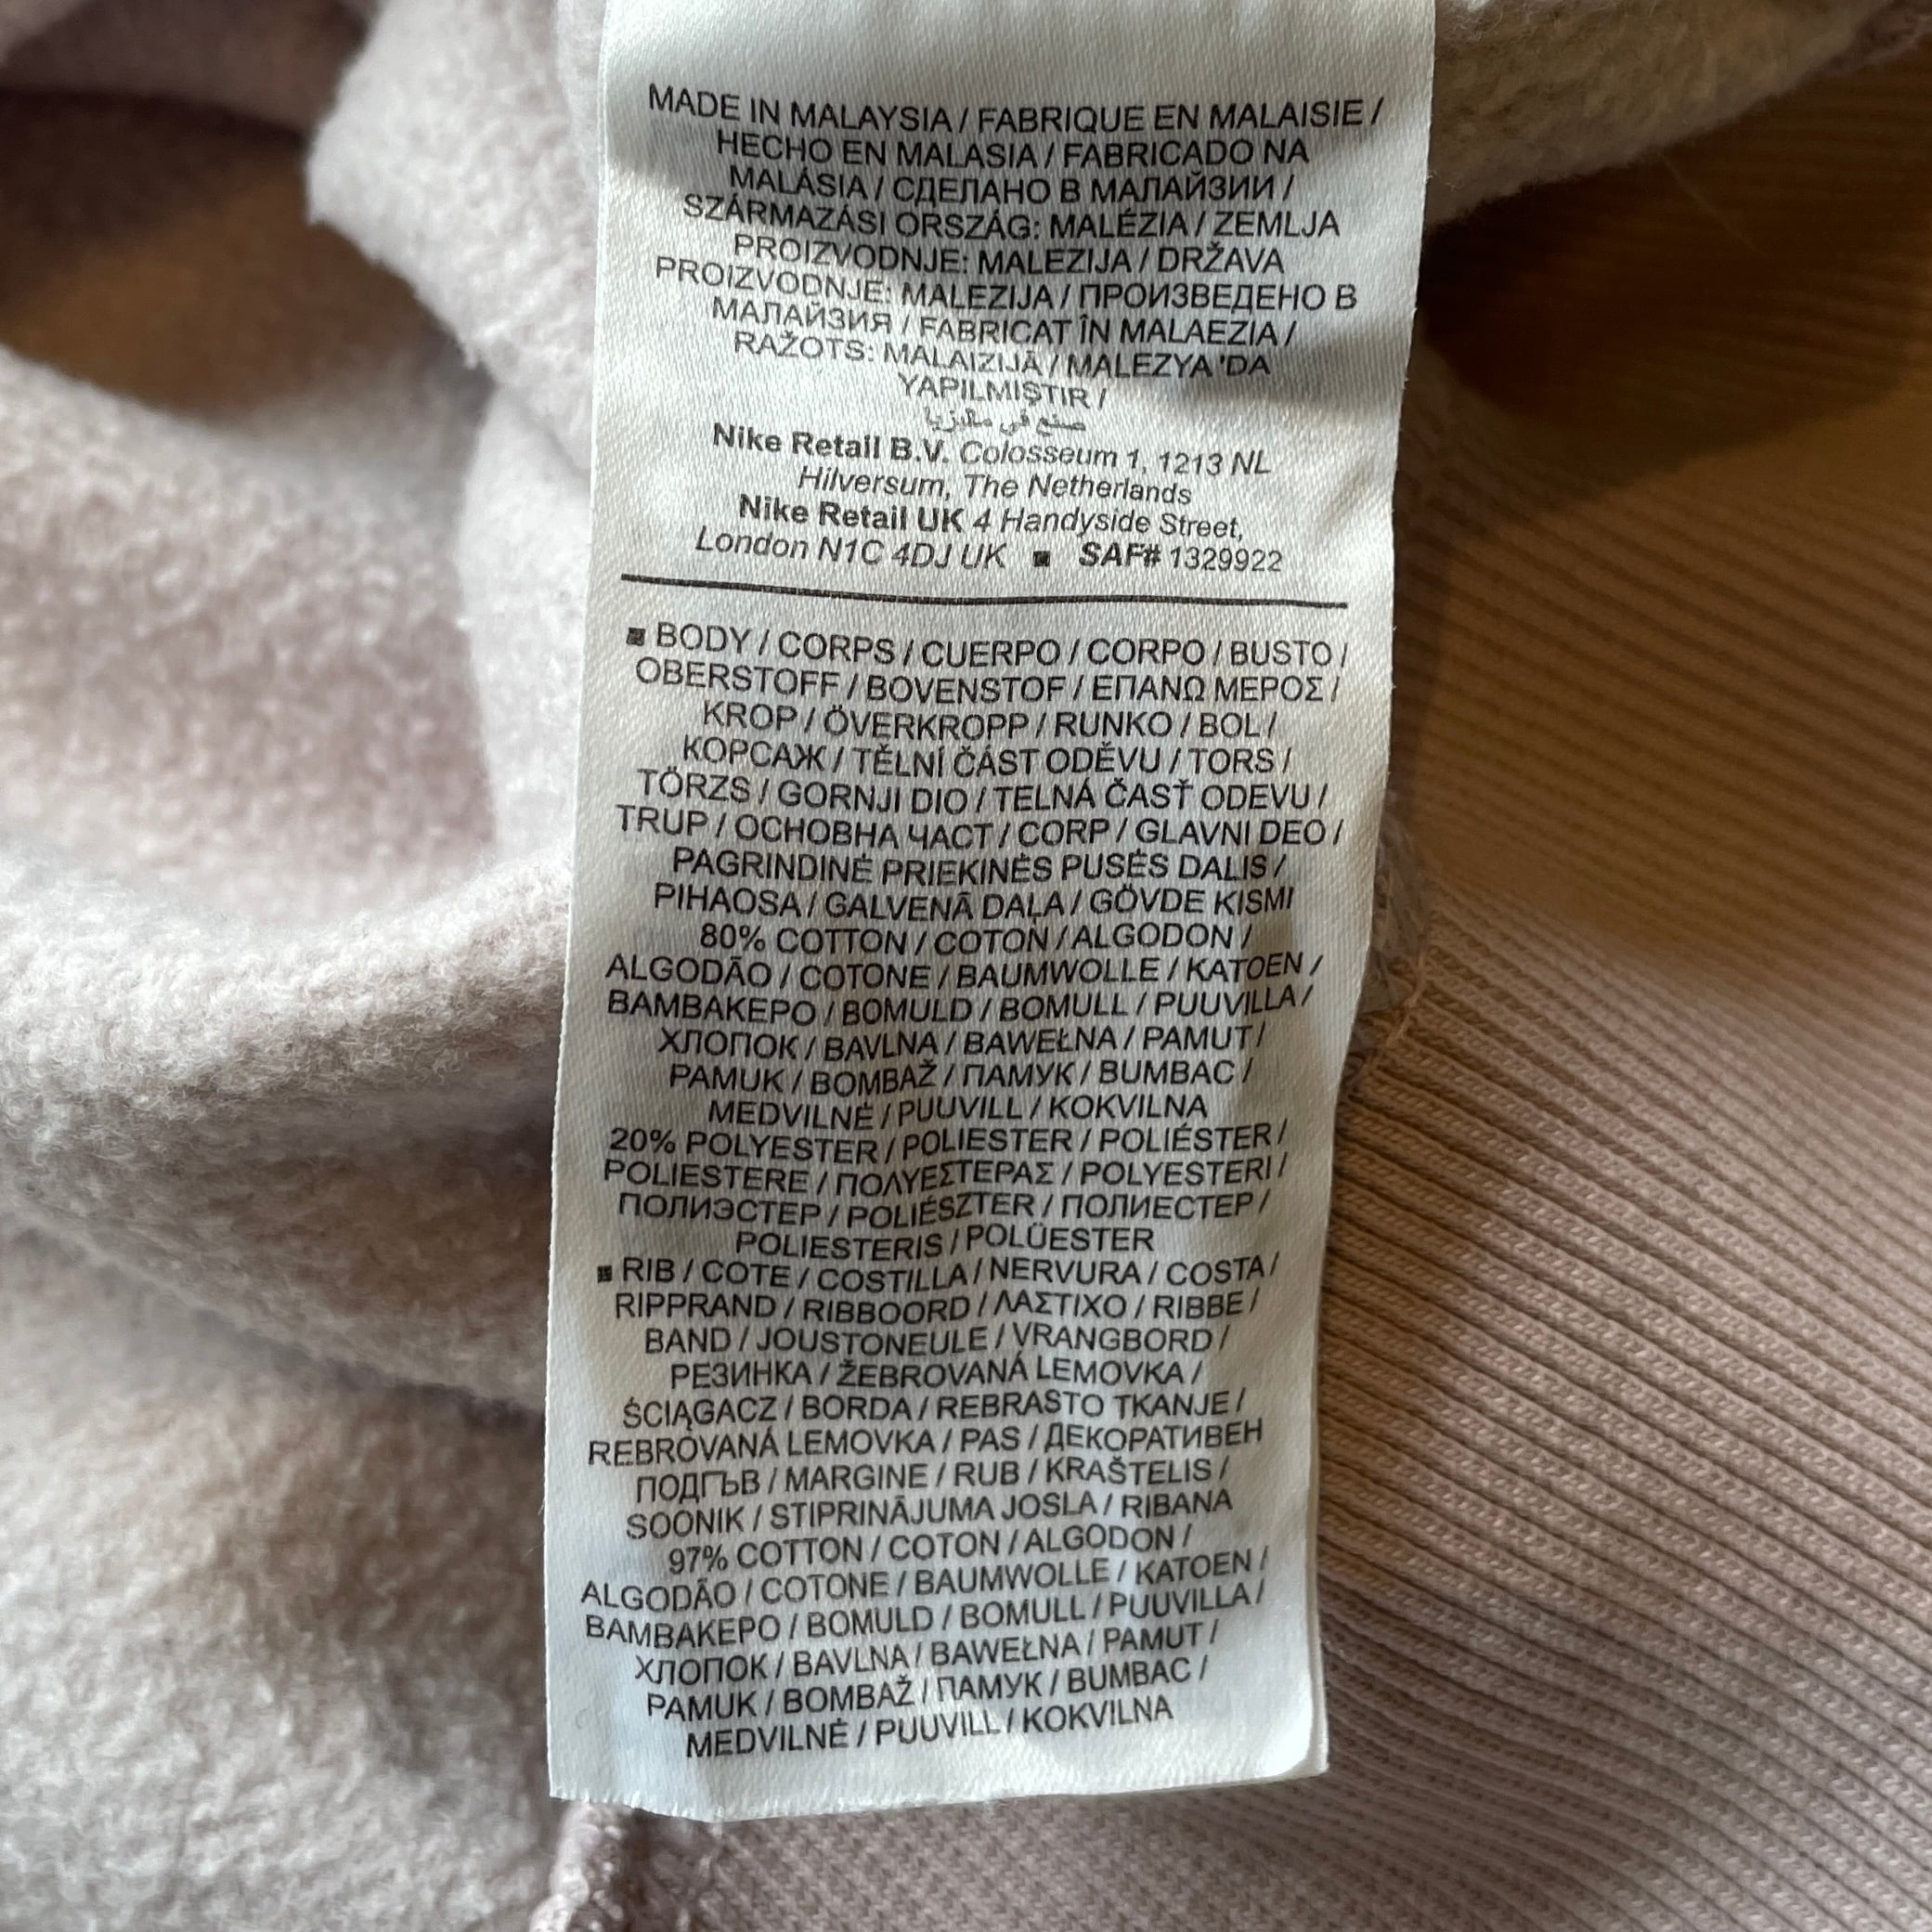 MADE IN MALAYSIA / FABRIQUE EN MALAISIE /
HECHO EN MALASIA / FABRICADO NA
MALÁSIA / СДЕЛАНО В МАЛАЙЗИИ /
SZÁRMAZÁSI ORSZÁG: MALÉZIA / ZEMLJA
PROIZVODNJE: MALEZIJA / DRŽAVA
PROIZVODNJE: MALEZIJA / ПРОИЗВЕДЕНО В
МАЛАЙЗИЯ / FABRICAT ÎN MALAEZIA /
RAŽOTS: MALAIZIJĀ / MALEZYA 'DA
YAPILMIŞTIR /
صنع في ماليزيا
Nike Retail B.V. Colosseum 1, 1213 NL
Hilversum, The Netherlands
Nike Retail UK 4 Handyside Street,
London N1C 4DJ UK ■ SAF# 1329922
■ BODY / CORPS / CUERPO / CORPO / BUSTO /
OBERSTOFF / BOVENSTOF / ΕΠΑΝΩ ΜΕΡΟΣ /
KROP / ÖVERKROPP / RUNKO / BOL /
КОРСАЖ / TĚLNÍ ČÁST ODĚVU / TORS /
TÖRZS / GORNJI DIO / TELNÁ ČASŤ ODEVU /
TRUP / ОСНОВНА ЧАСТ / CORP / GLAVNI DEO /
PAGRINDINĖ PRIEKINĖS PUSĖS DALIS /
PIHAOSA / GALVENĀ DAĻA / GÖVDE KISMI
80% COTTON / COTON / ALGODON /
ALGODÃO / COTONE / BAUMWOLLE / KATOEN /
ΒΑΜΒΑΚΕΡΟ / BOMULD / BOMULL / PUUVILLA /
ХЛОПОК / BAVLNA / BAWEŁNA / PAMUT /
PAMUK / BOMBAŽ / ПАМУК / BUMBAC /
MEDVILNĖ / PUUVILL / KOKVILNA
20% POLYESTER / POLIESTER / POLIÉSTER /
POLIESTERE / ΠΟΛΥΕΣΤΕΡΑΣ / POLYESTERI /
ПОЛИЭСТЕР / POLIÉSZTER / ПОЛИЕСТЕР /
POLIESTERIS / POLÜESTER
■ RIB / COTE / COSTILLA / NERVURA / COSTA /
RIPPRAND / RIBBOORD / ΛΑΣΤΙΧΟ / RIBBE /
BAND / JOUSTONEULE / VRANGBORD /
РЕЗИНКА / ŽEBROVANÁ LEMOVKA /
ŚCIĄGACZ / BORDA / REBRASTO TKANJE /
REBROVANÁ LEMOVKA / PAS / ДЕКОРАТИВЕН
ПОДГЪВ / MARGINE / RUB / KRAŠTELIS /
SOONIK / STIPRINĀJUMA JOSLA / RIBANA
97% COTTON / COTON / ALGODON /
ALGODÃO / COTONE / BAUMWOLLE / KATOEN /
ΒΑΜΒΑΚΕΡΟ / BOMULD / BOMULL / PUUVILLA /
ХЛОПОК / BAVLNA / BAWEŁNA / PAMUT /
PAMUK / BOMBAŽ / ПАМУК / BUMBAC /
MEDVILNĖ / PUUVILL / KOKVILNA